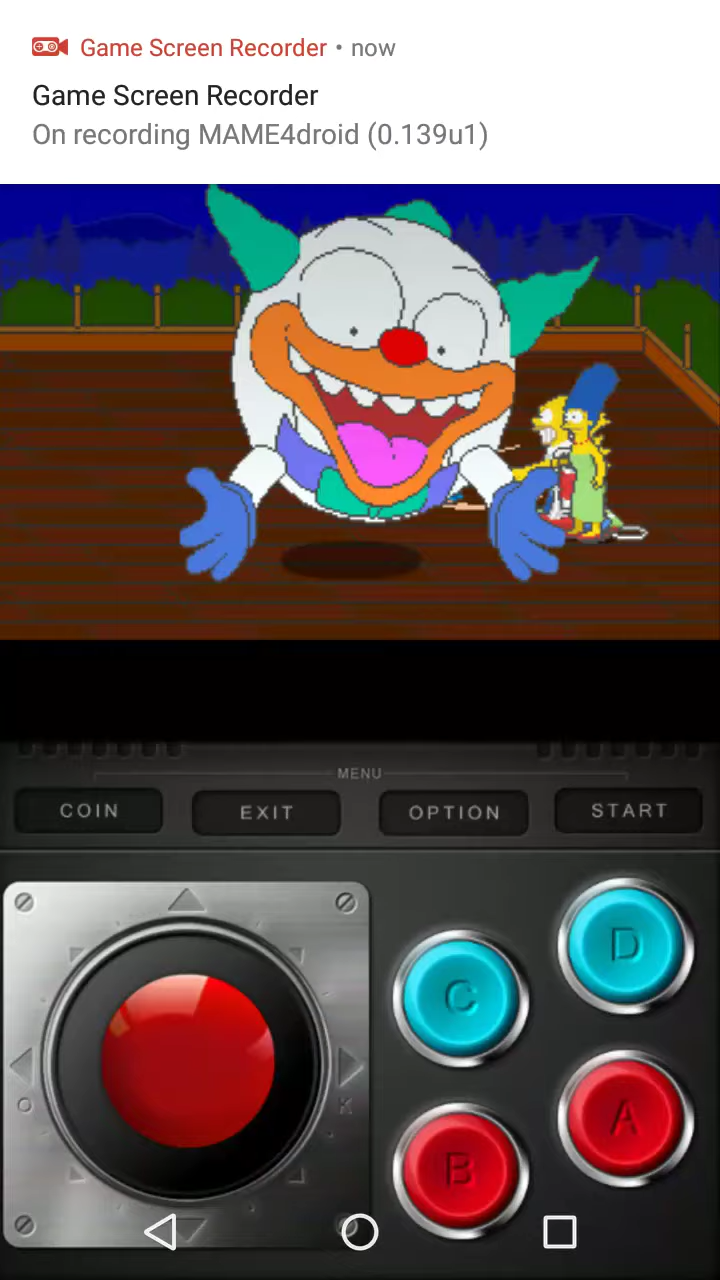 Game Screen Recorder • now
Game Screen Recorder
On recording MAME4droid (0.139u1)
MENU
COIN
EXIT
OPTION
START
D
C
O
K
A
B